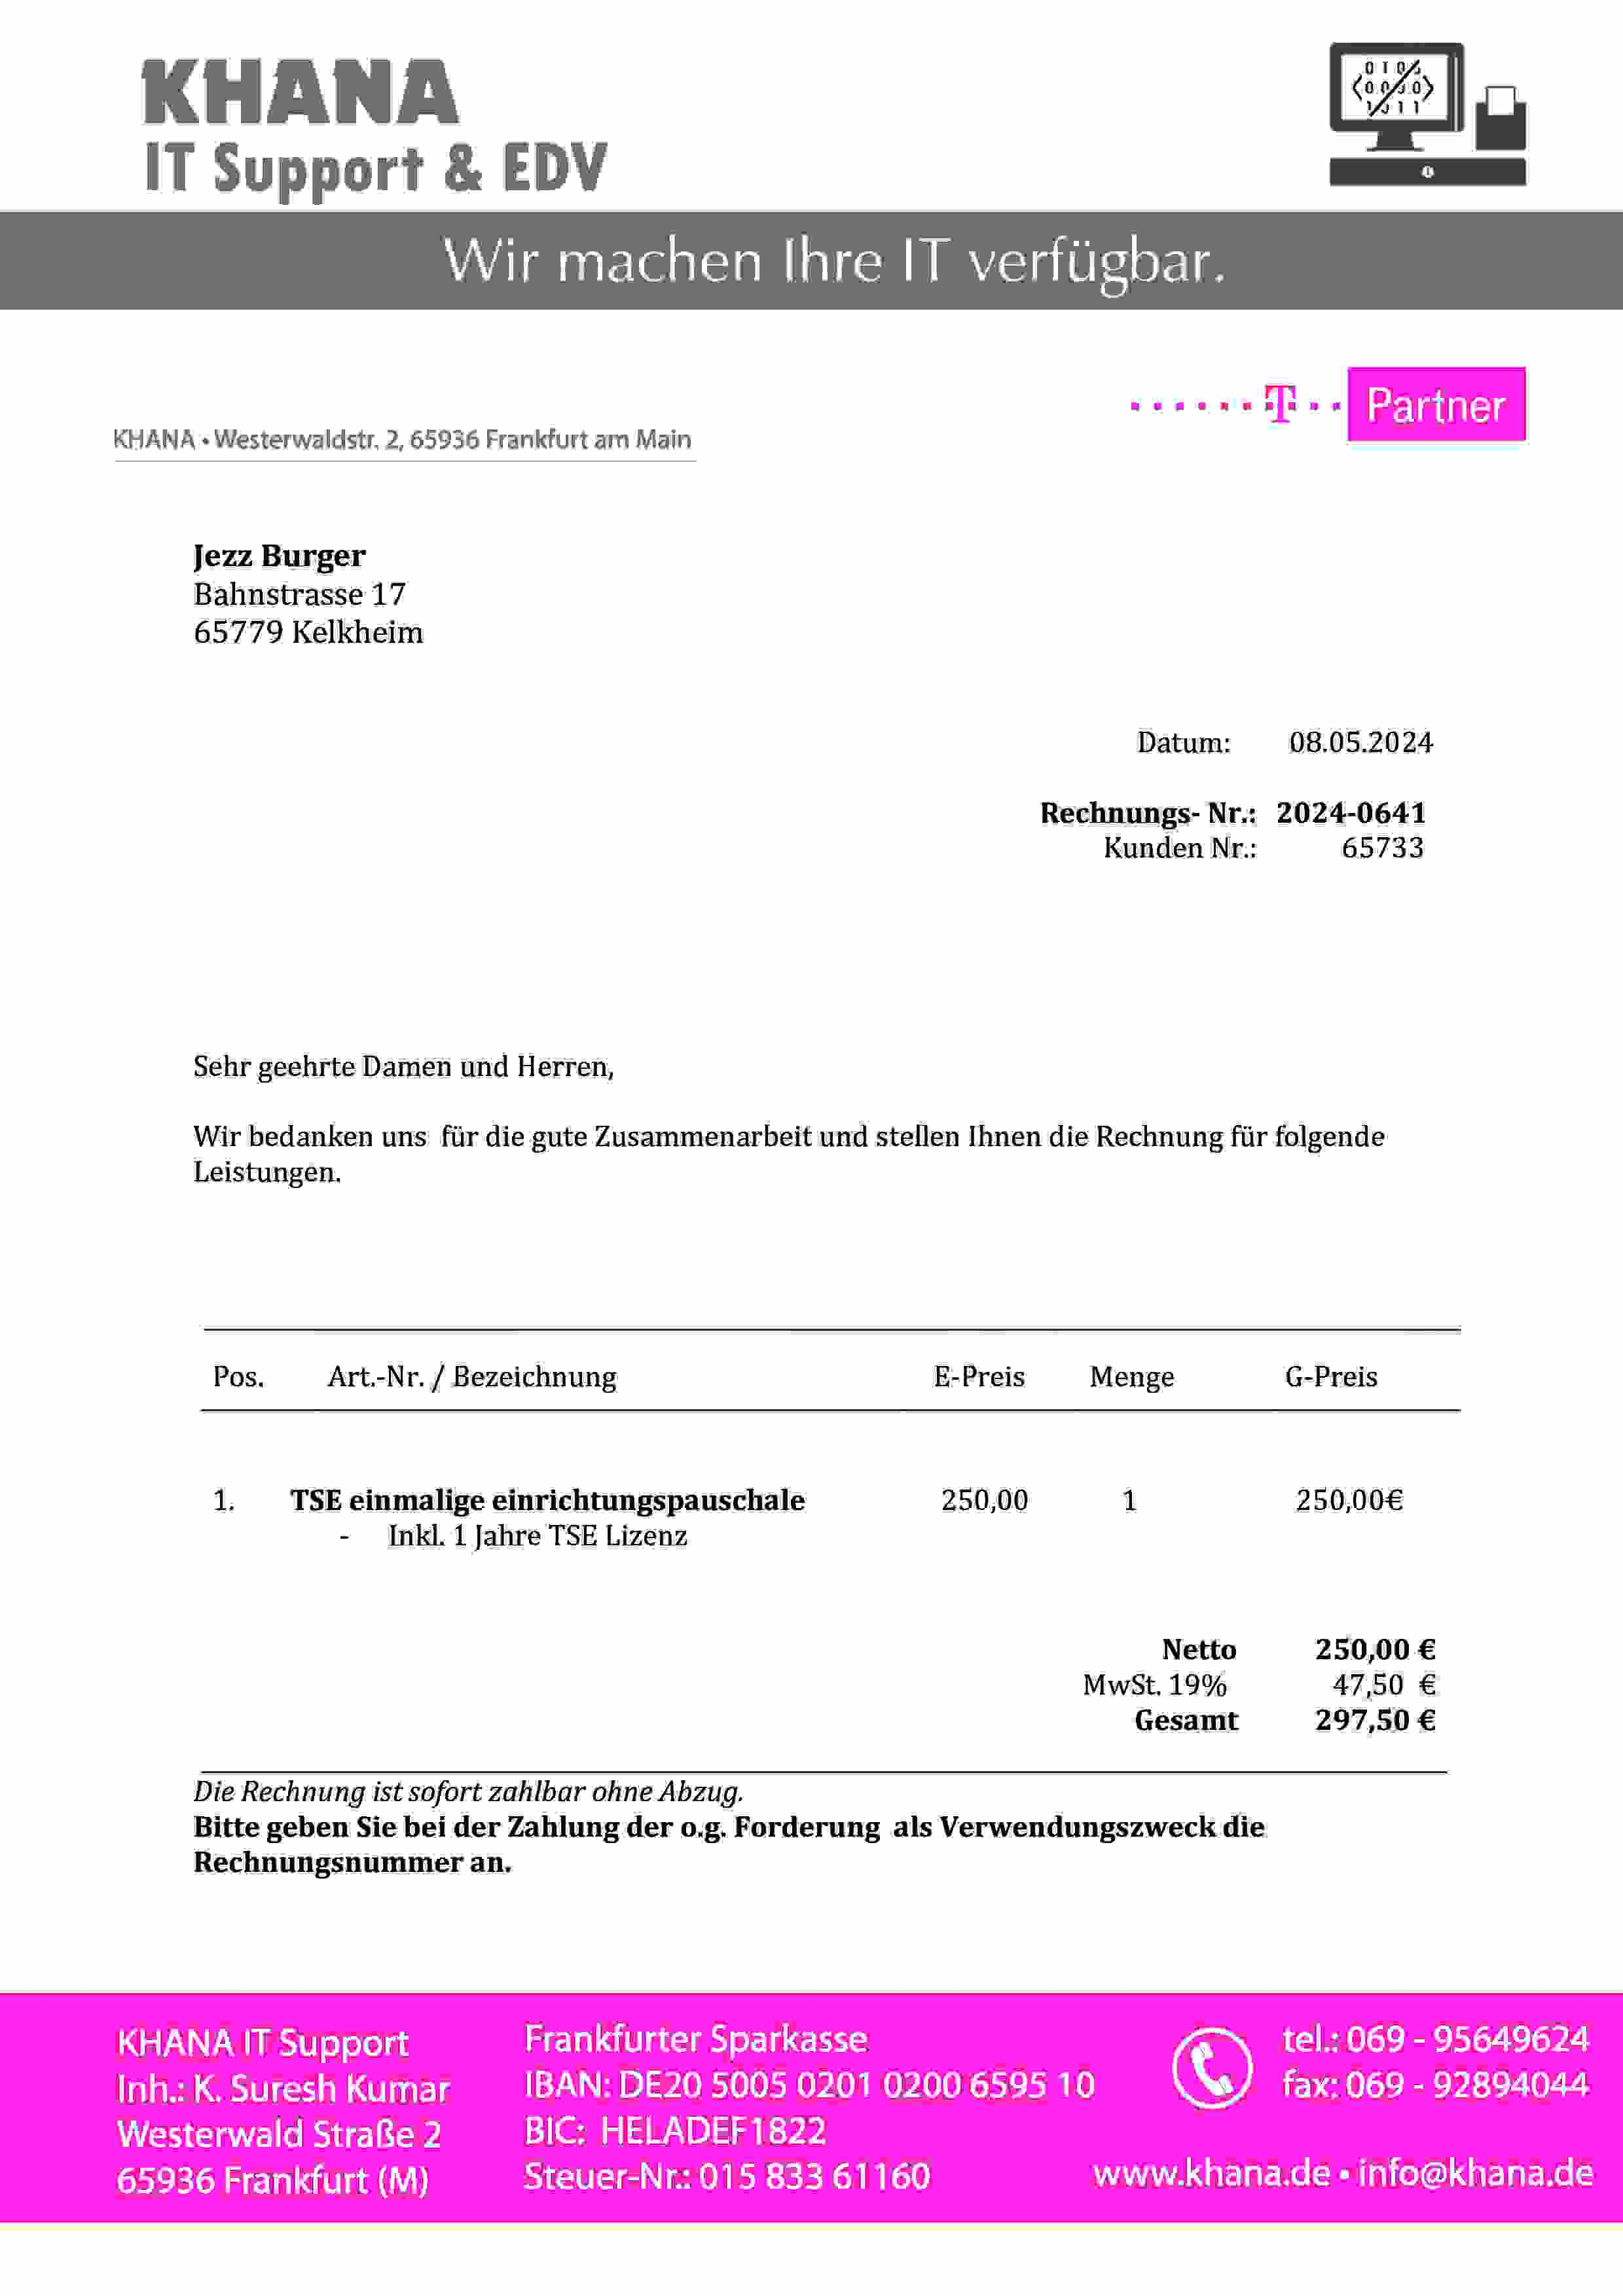 KHANA
IT Support & EDV
Wir machen Ihre IT verfügbar.
T Partner
KHANA • Westerwaldstr. 2, 65936 Frankfurt am Main
Jezz Burger
Bahnstrasse 17
65779 Kelkheim
Datum: 08.05.2024
Rechnungs- Nr.: 2024-0641
Kunden Nr.: 65733
Sehr geehrte Damen und Herren,
Wir bedanken uns für die gute Zusammenarbeit und stellen Ihnen die Rechnung für folgende
Leistungen.
Pos. Art.-Nr. / Bezeichnung E-Preis Menge G-Preis
1. TSE einmalige einrichtungspauschale 250,00 1 250,00€
- Inkl. 1 Jahre TSE Lizenz
Netto 250,00 €
MwSt. 19% 47,50 €
Gesamt 297,50 €
Die Rechnung ist sofort zahlbar ohne Abzug.
Bitte geben Sie bei der Zahlung der o.g. Forderung als Verwendungszweck die
Rechnungsnummer an.
KHANA IT Support
Inh.: K. Suresh Kumar
Westerwald Straße 2
65936 Frankfurt (M)
Frankfurter Sparkasse
IBAN: DE20 5005 0201 0200 6595 10
BIC: HELADEF1822
Steuer-Nr.: 015 833 61160
tel.: 069 - 95649624
fax: 069 - 92894044
www.khana.de • info@khana.de